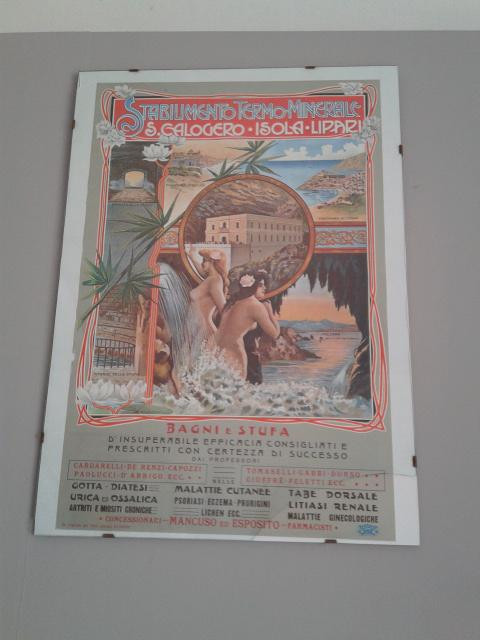 STABILIMENTO TERMO-MINERALE
S. CALOGERO · ISOLA · LIPARI
BAGNI E STUFA
D'INSUPERABILE EFFICACIA CONSIGLIATI E
PRESCRITTI CON CERTEZZA DI SUCCESSO
DAI PROFESSORI
CARDARELLI-DE RENZI-CAPOZZI
PAOLUCCI-D'ARRIGO. ECC.
NELLE
TOMASELLI-GABBI-DURSO
GIUFFRÈ-FELETTI ECC.
GOTTA - DIATESI
URICA ED OSSALICA
ARTRITI E MIOSITI CRONICHE
MALATTIE CUTANEE
PSORIASI-ECZEMA-PRURIGINI
LICHEN ECC.
TABE DORSALE
LITIASI RENALE
MALATTIE GINECOLOGICHE
• CONCESSIONARI - MANCUSO ED ESPOSITO - FARMACISTI •